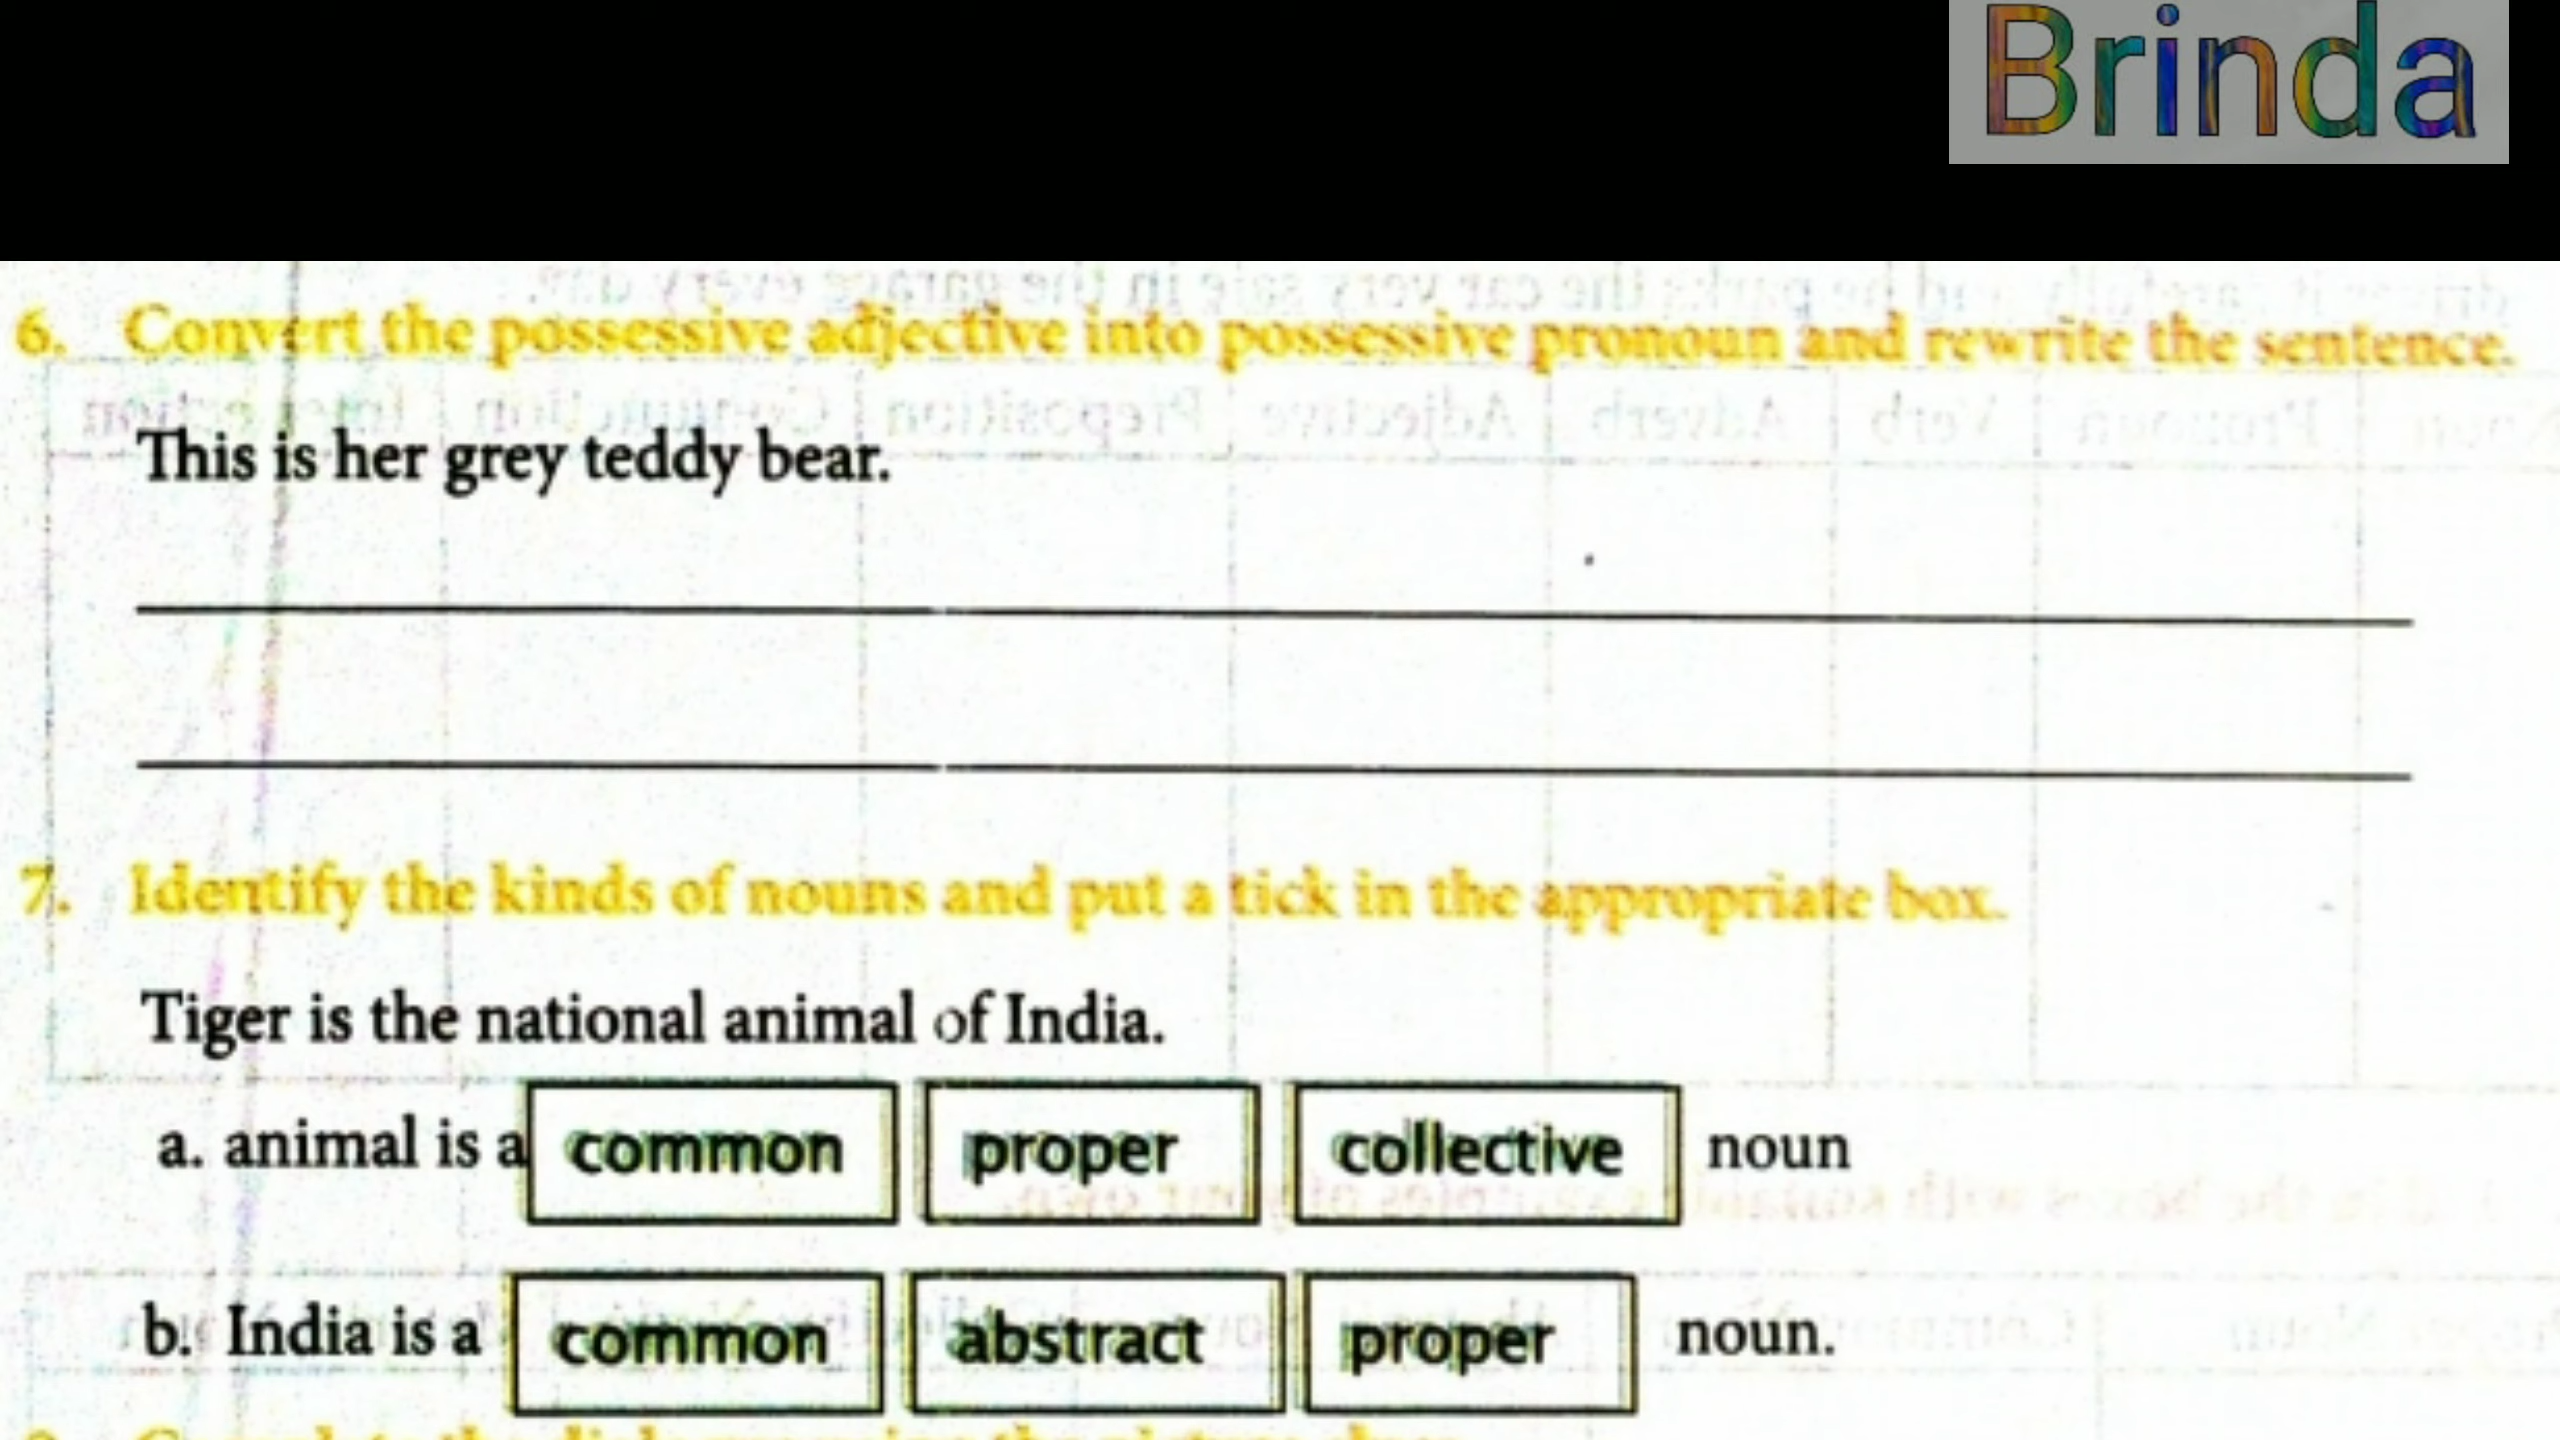 Brinda
6. Convert the possessive adjective into possessive pronoun and rewrite the sentence.
This is her grey teddy bear.
7. Identify the kinds of nouns and put a tick in the appropriate box.
Tiger is the national animal of India.
a. animal is a common proper collective noun
b. India is a common abstract proper noun.